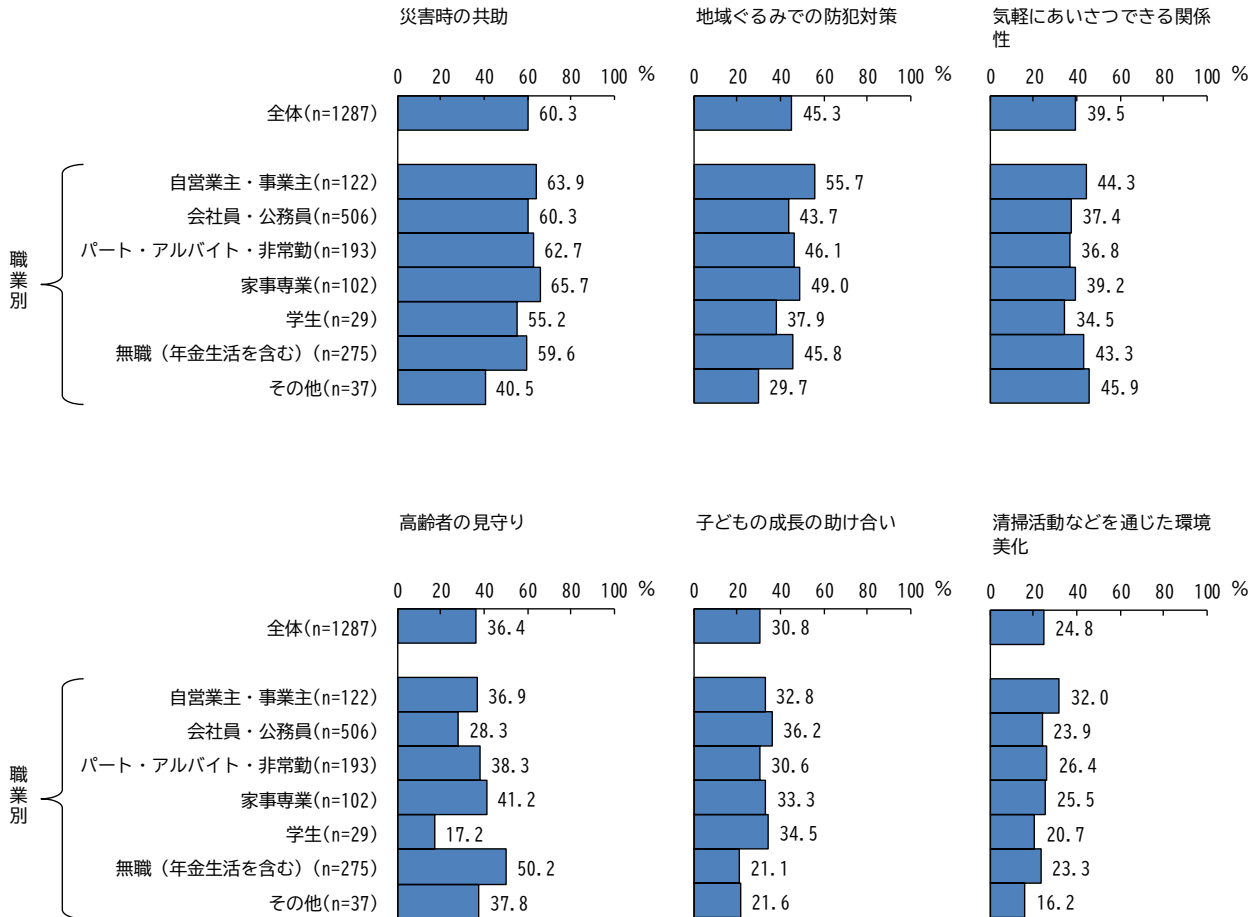 災害時の共助
地域ぐるみでの防犯対策
気軽にあいさつできる関係
性
0 20 40 60 80 100 %
0 20 40 60 80 100 %
0 20 40 60 80 100 %
全体(n=1287) 60.3 45.3 39.5
職業別
自営業主・事業主(n=122) 63.9 55.7 44.3
会社員・公務員(n=506) 60.3 43.7 37.4
パート・アルバイト・非常勤(n=193) 62.7 46.1 36.8
家事専業(n=102) 65.7 49.0 39.2
学生(n=29) 55.2 37.9 34.5
無職（年金生活を含む）(n=275) 59.6 45.8 43.3
その他(n=37) 40.5 29.7 45.9
高齢者の見守り
子どもの成長の助け合い
清掃活動などを通じた環境
美化
0 20 40 60 80 100 %
0 20 40 60 80 100 %
0 20 40 60 80 100 %
全体(n=1287) 36.4 30.8 24.8
職業別
自営業主・事業主(n=122) 36.9 32.8 32.0
会社員・公務員(n=506) 28.3 36.2 23.9
パート・アルバイト・非常勤(n=193) 38.3 30.6 26.4
家事専業(n=102) 41.2 33.3 25.5
学生(n=29) 17.2 34.5 20.7
無職（年金生活を含む）(n=275) 50.2 21.1 23.3
その他(n=37) 37.8 21.6 16.2